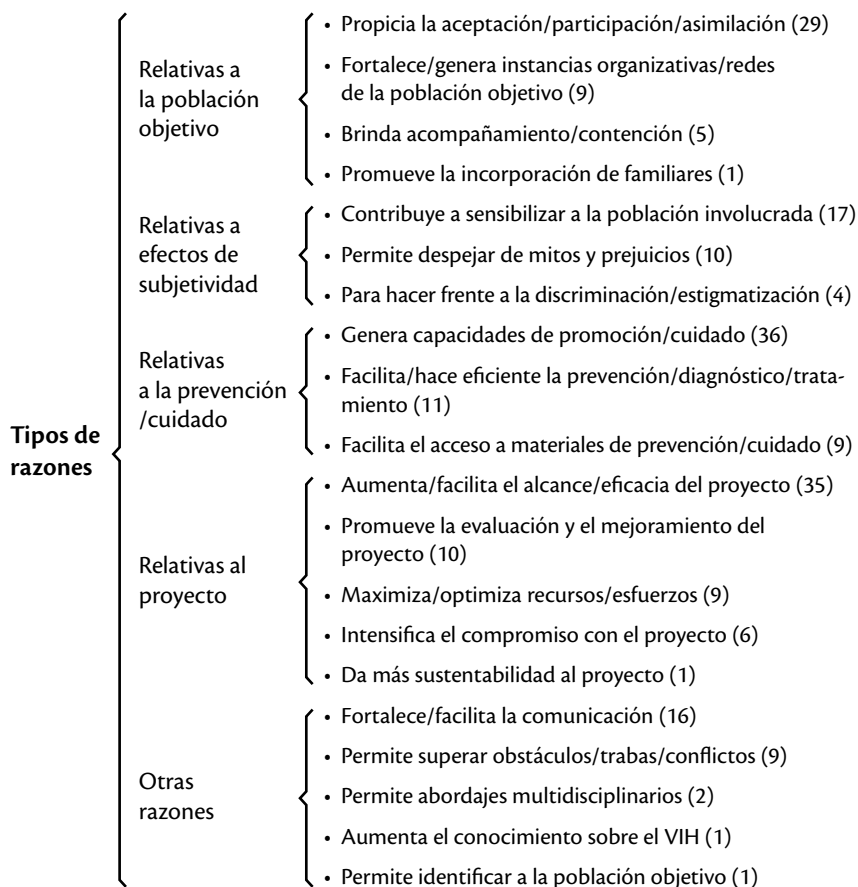 Tipos de
razones
Relativas a
la población
objetivo
• Propicia la aceptación/participación/asimilación (29)
• Fortalece/genera instancias organizativas/redes
de la población objetivo (9)
• Brinda acompañamiento/contención (5)
• Promueve la incorporación de familiares (1)
Relativas a
efectos de
subjetividad
• Contribuye a sensibilizar a la población involucrada (17)
• Permite despejar de mitos y prejuicios (10)
• Para hacer frente a la discriminación/estigmatización (4)
Relativas
a la prevención
/cuidado
• Genera capacidades de promoción/cuidado (36)
• Facilita/hace eficiente la prevención/diagnóstico/trata-
miento (11)
• Facilita el acceso a materiales de prevención/cuidado (9)
Relativas al
proyecto
• Aumenta/facilita el alcance/eficacia del proyecto (35)
• Promueve la evaluación y el mejoramiento del
proyecto (10)
• Maximiza/optimiza recursos/esfuerzos (9)
• Intensifica el compromiso con el proyecto (6)
• Da más sustentabilidad al proyecto (1)
Otras
razones
• Fortalece/facilita la comunicación (16)
• Permite superar obstáculos/trabas/conflictos (9)
• Permite abordajes multidisciplinarios (2)
• Aumenta el conocimiento sobre el VIH (1)
• Permite identificar a la población objetivo (1)